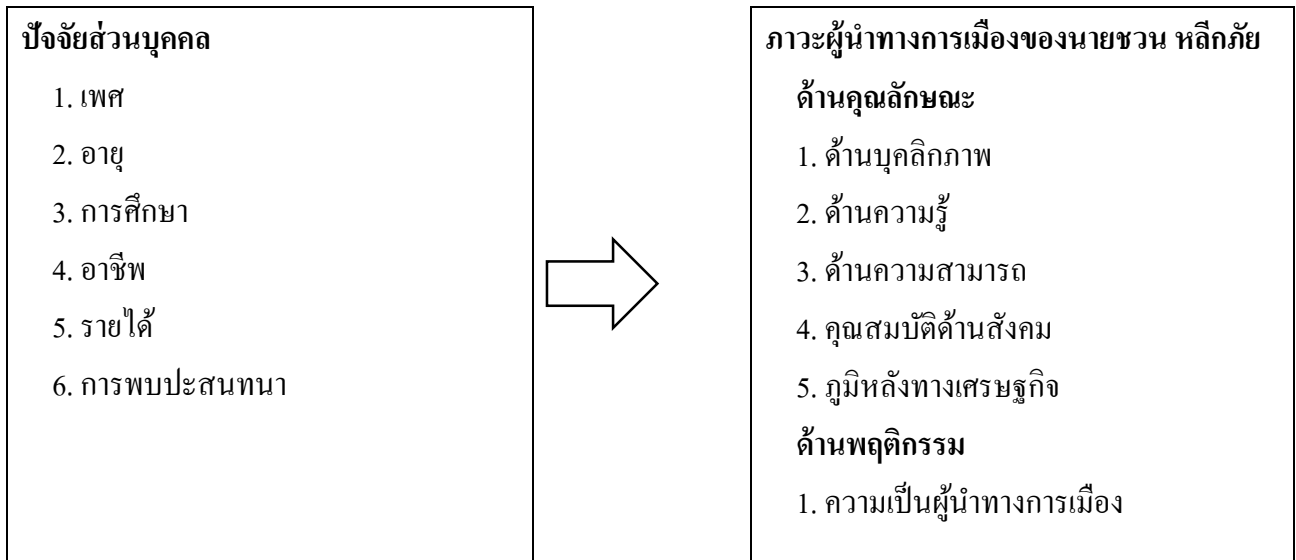 ปัจจัยส่วนบุคคล
1. เพศ
2. อายุ
3. การศึกษา
4. อาชีพ
5. รายได้
6. การพบปะสนทนา
ภาวะผู้นำทางการเมืองของนายชวน หลีกภัย
ด้านคุณลักษณะ
1. ด้านบุคลิกภาพ
2. ด้านความรู้
3. ด้านความสามารถ
4. คุณสมบัติด้านสังคม
5. ภูมิหลังทางเศรษฐกิจ
ด้านพฤติกรรม
1. ความเป็นผู้นำทางการเมือง